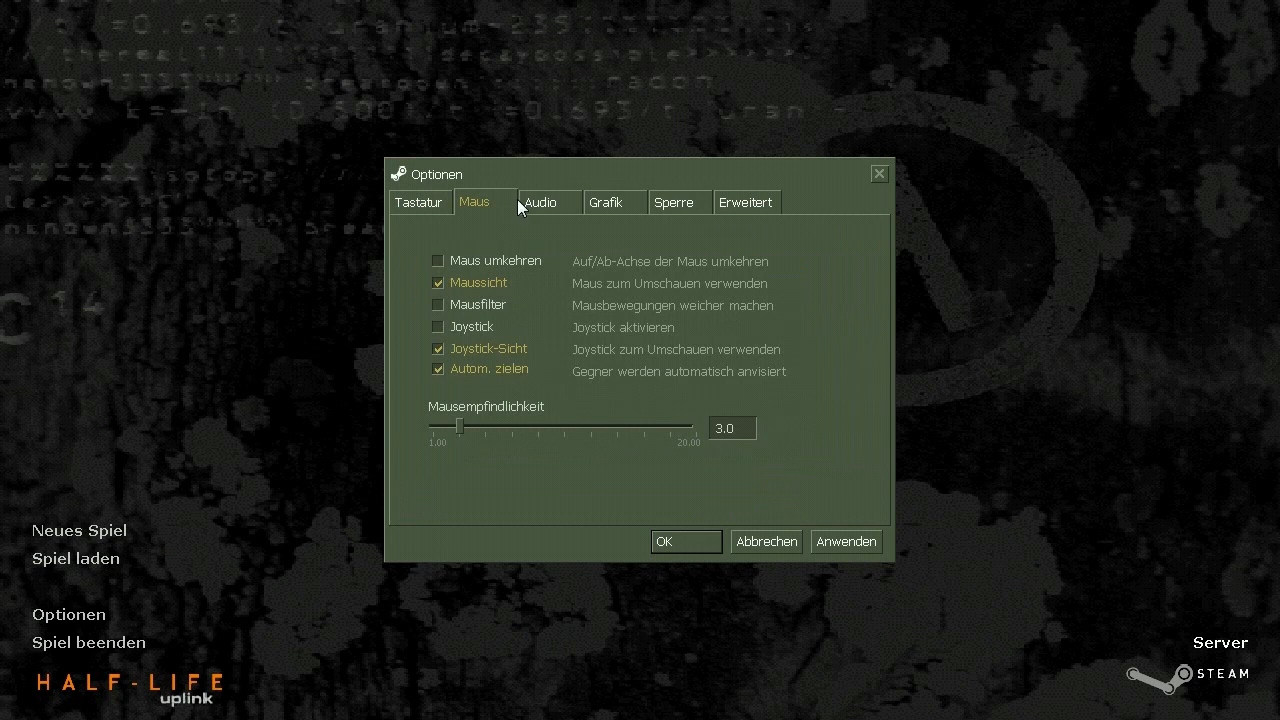 Optionen
Tastatur Maus Audio Grafik Sperre Erweitert
Maus umkehren Auf/Ab-Achse der Maus umkehren
Maussicht Maus zum Umschauen verwenden
Mausfilter Mausbewegungen weicher machen
Joystick Joystick aktivieren
Joystick-Sicht Joystick zum Umschauen verwenden
Autom. zielen Gegner werden automatisch anvisiert
Mausempfindlichkeit
3.0
1,00 20,00
OK Abbrechen Anwenden
Neues Spiel
Spiel laden
Optionen
Spiel beenden
Server
HALF-LIFE
uplink
STEAM